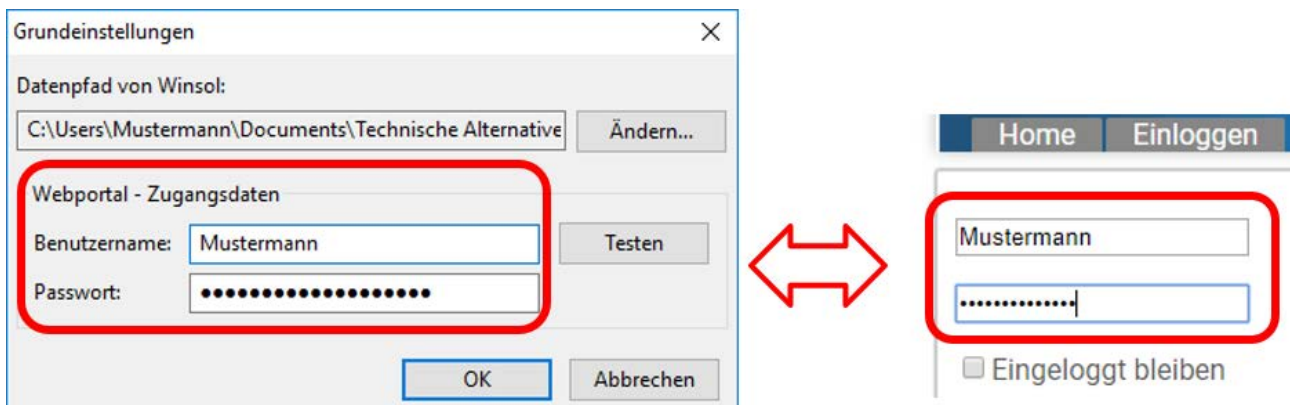 Grundeinstellungen
Datenpfad von Winsol:
C:\Users\Mustermann\Documents\Technische Alternative
Ändern...
Webportal - Zugangsdaten
Benutzername: Mustermann
Testen
Passwort: ●●●●●●●●●●●●●●●●●●●
OK
Abbrechen
Home
Einloggen
Mustermann
••••••••••••••
Eingeloggt bleiben